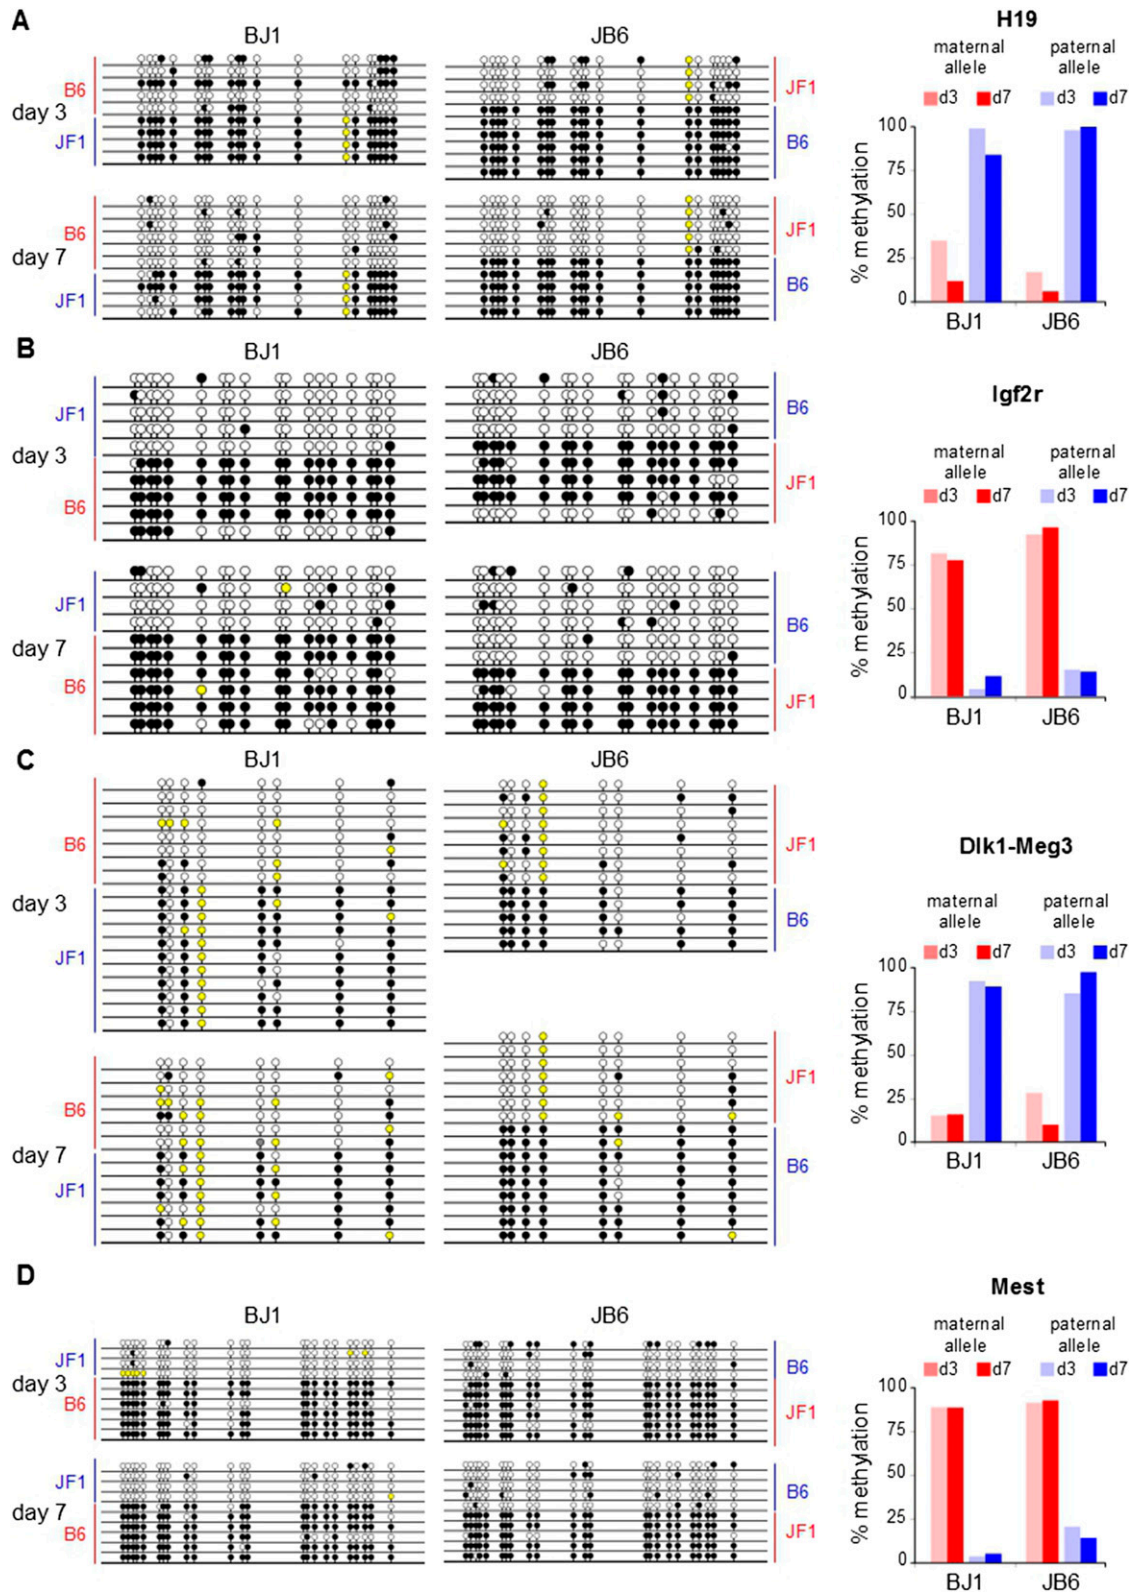 A
BJ1
JB6
H19
maternal allele
paternal allele
d3 d7 d3 d7
B6
day 3
JF1
JF1
B6
B6
day 7
JF1
JF1
B6
% methylation
100
75
50
25
0
BJ1 JB6
B
BJ1
JB6
Igf2r
maternal allele
paternal allele
d3 d7 d3 d7
JF1
day 3
B6
B6
JF1
JF1
day 7
B6
B6
JF1
% methylation
100
75
50
25
0
BJ1 JB6
C
BJ1
JB6
Dlk1-Meg3
maternal allele
paternal allele
d3 d7 d3 d7
B6
day 3
JF1
JF1
B6
B6
day 7
JF1
JF1
B6
% methylation
100
75
50
25
0
BJ1 JB6
D
BJ1
JB6
Mest
maternal allele
paternal allele
d3 d7 d3 d7
JF1
day 3
B6
B6
JF1
JF1
day 7
B6
B6
JF1
% methylation
100
75
50
25
0
BJ1 JB6